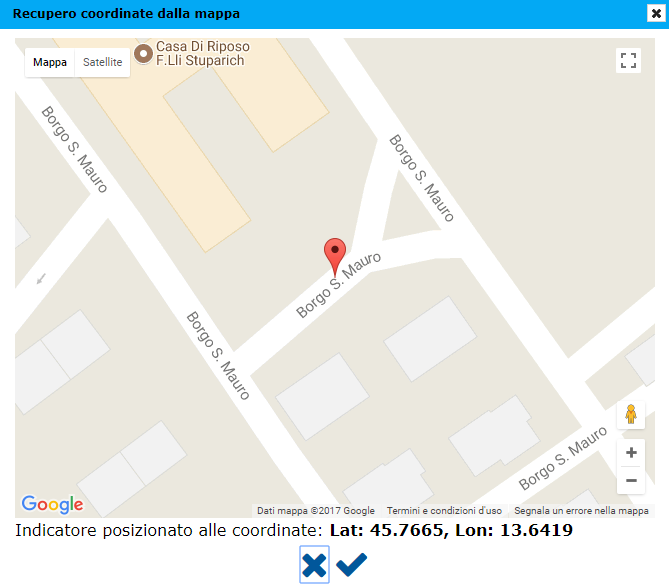 Recupero coordinate dalla mappa
Mappa
Satellite
Casa Di Riposo
F.Lli Stuparich
Borgo S. Mauro
Borgo S. Mauro
Borgo S. Mauro
Borgo S. Mauro
Borgo S. Mauro
Google
Dati mappa ©2017 Google
Termini e condizioni d'uso
Segnala un errore nella mappa
Indicatore posizionato alle coordinate: Lat: 45.7665, Lon: 13.6419